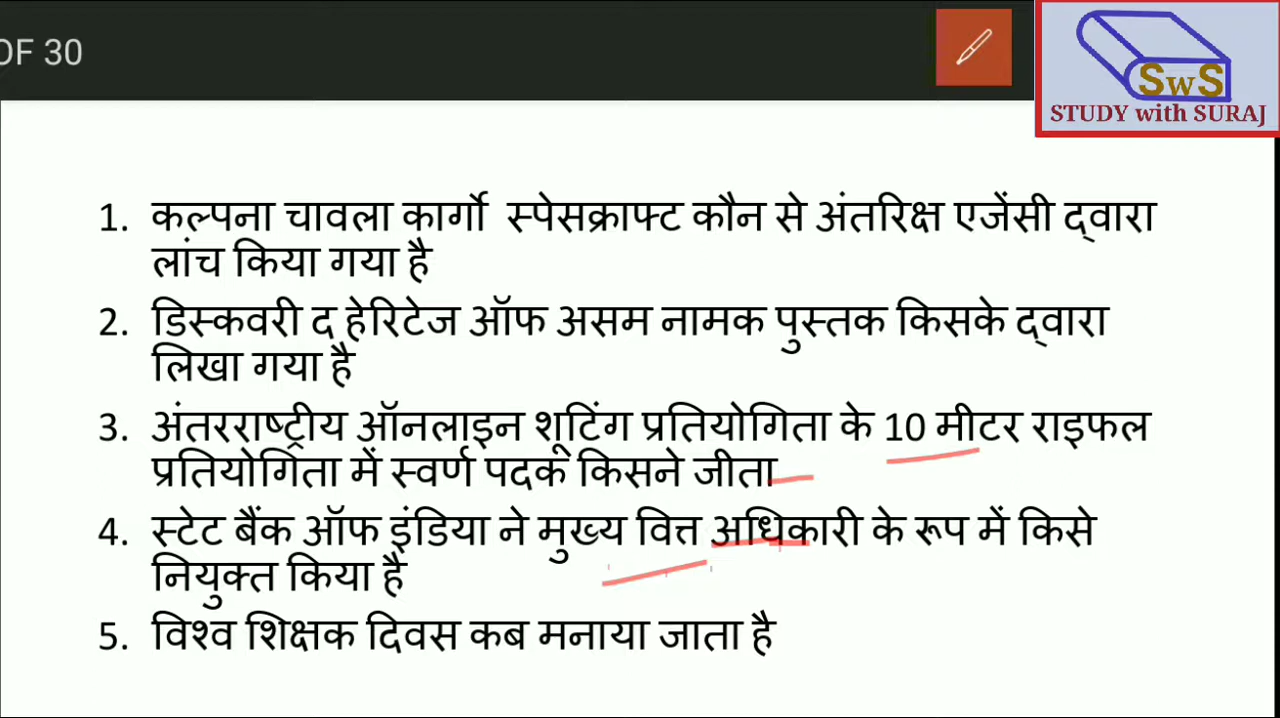 OF 30
SwS
STUDY with SURAJ
1. कल्पना चावला कार्गो स्पेसक्राफ्ट कौन से अंतरिक्ष एजेंसी द्वारा
लांच किया गया है
2. डिस्कवरी द हेरिटेज ऑफ असम नामक पुस्तक किसके द्वारा
लिखा गया है
3. अंतरराष्ट्रीय ऑनलाइन शूटिंग प्रतियोगिता के 10 मीटर राइफल
प्रतियोगिता में स्वर्ण पदक किसने जीता
4. स्टेट बैंक ऑफ इंडिया ने मुख्य वित्त अधिकारी के रूप में किसे
नियुक्त किया है
5. विश्व शिक्षक दिवस कब मनाया जाता है